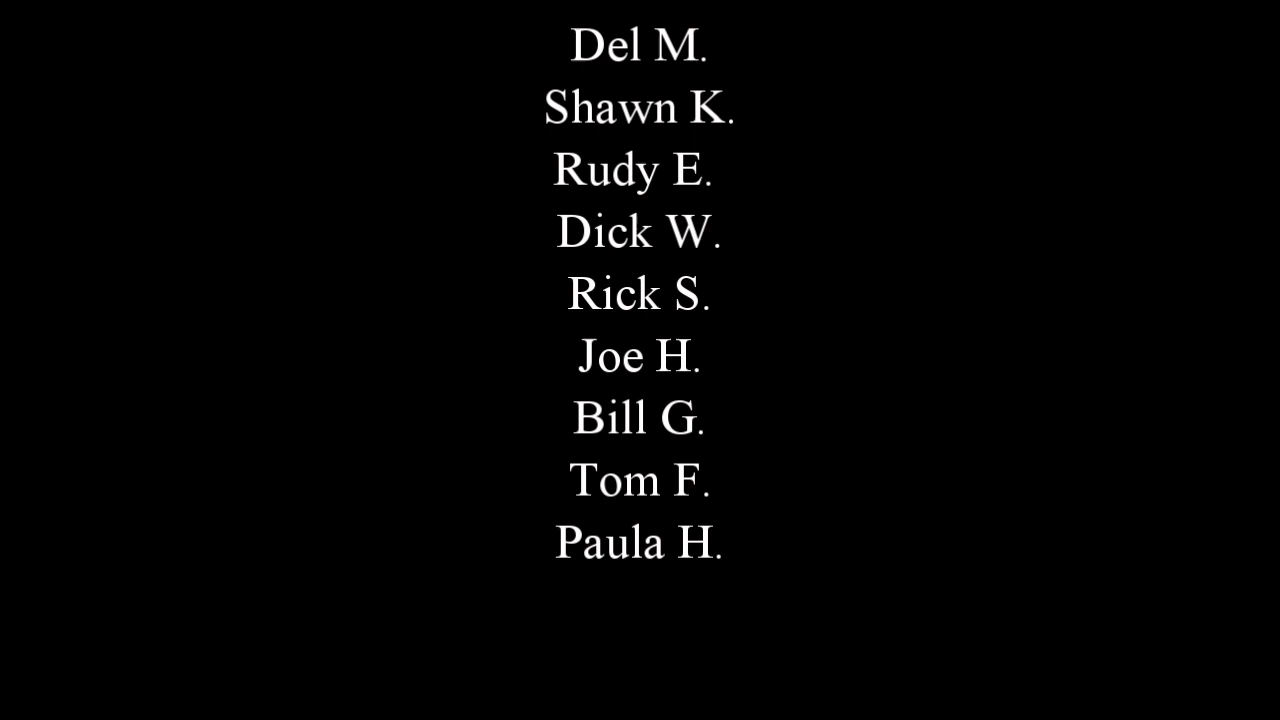 Del M.
Shawn K.
Rudy E.
Dick W.
Rick S.
Joe H.
Bill G.
Tom F.
Paula H.